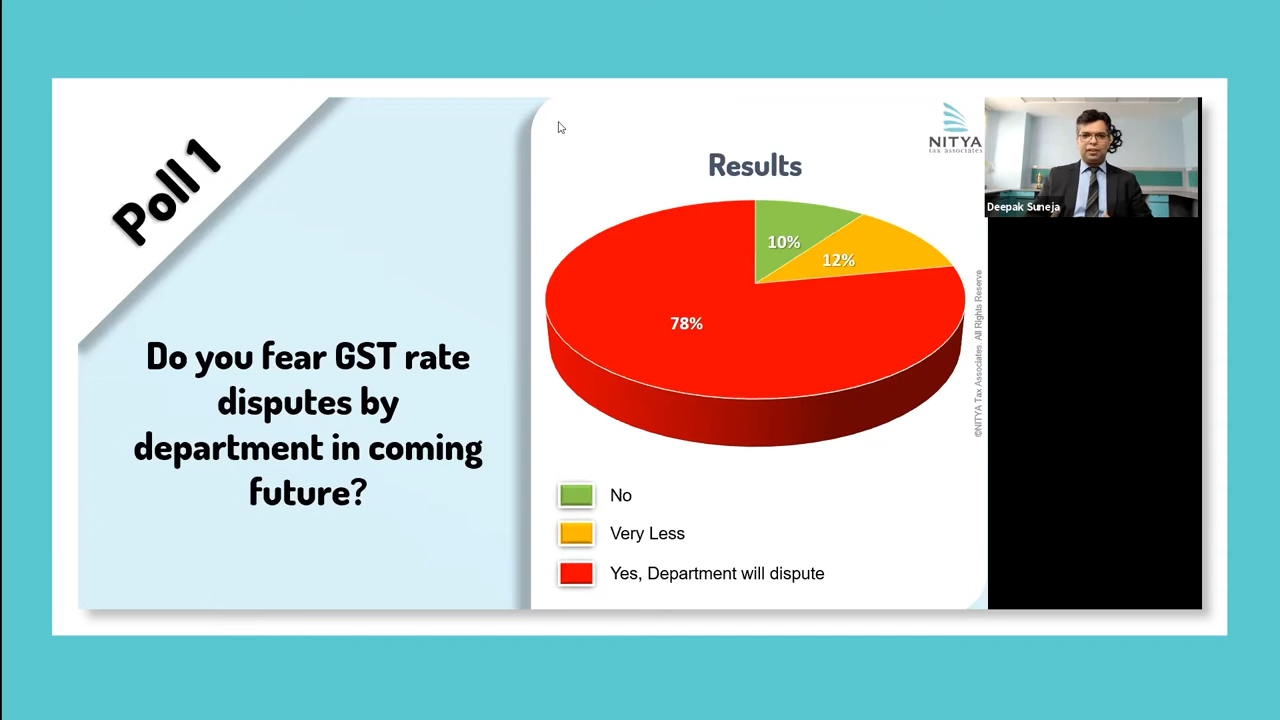 Poll 1
Do you fear GST rate
disputes by
department in coming
future?
Results
10%
12%
78%
No
Very Less
Yes, Department will dispute
NITYA
tax associates
©NITYA Tax Associates. All Rights Reserve
Deepak Suneja